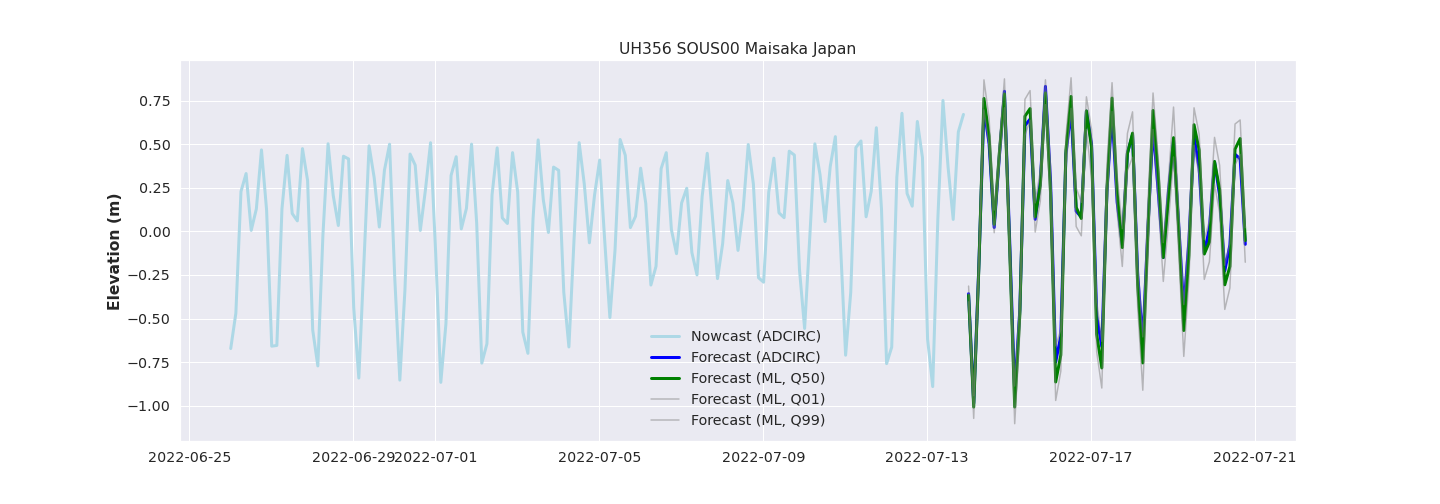 UH356 SOUS00 Maisaka Japan
Elevation (m)
0.75
0.50
0.25
0.00
−0.25
−0.50
−0.75
−1.00
Nowcast (ADCIRC)
Forecast (ADCIRC)
Forecast (ML, Q50)
Forecast (ML, Q01)
Forecast (ML, Q99)
2022-06-25 2022-06-29 2022-07-01 2022-07-05 2022-07-09 2022-07-13 2022-07-17 2022-07-21